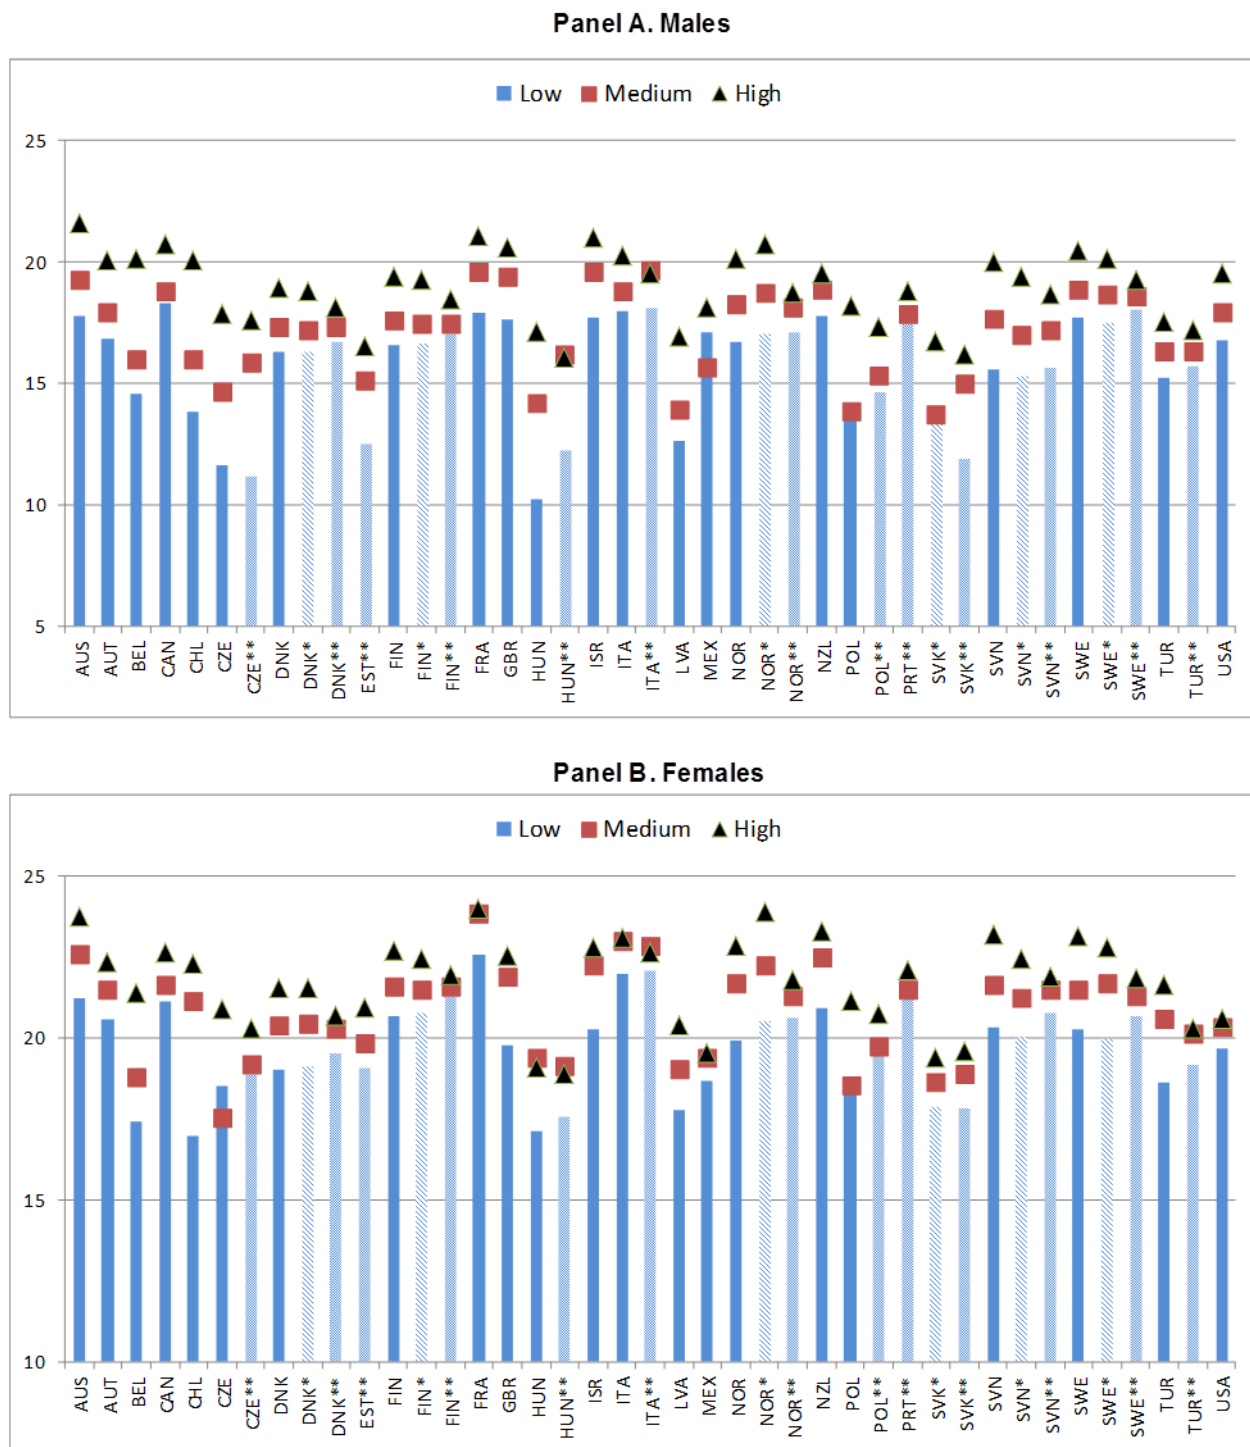 Panel A. Males
Low Medium High
25
20
15
10
5
AUS AUT BEL CAN CHL CZE CZE** DNK DNK* DNK** EST** FIN FIN* FIN** FRA GBR HUN HUN** ISR ITA ITA** LVA MEX NOR NOR* NOR** NZL POL POL** PRT** SVK* SVK** SVN SVN* SVN** SWE SWE* SWE** TUR TUR** USA
Panel B. Females
Low Medium High
25
20
15
10
AUS AUT BEL CAN CHL CZE CZE** DNK DNK* DNK** EST** FIN FIN* FIN** FRA GBR HUN HUN** ISR ITA ITA** LVA MEX NOR NOR* NOR** NZL POL POL** PRT** SVK* SVK** SVN SVN* SVN** SWE SWE* SWE** TUR TUR** USA